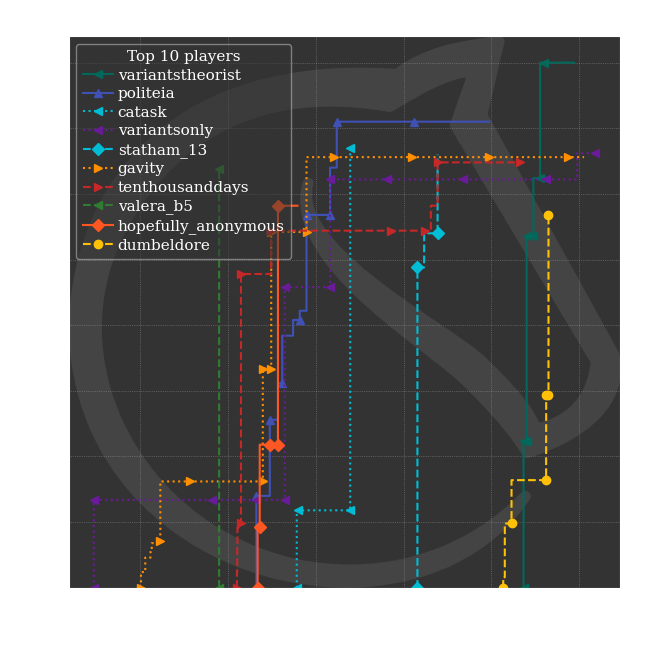 Top 10 players
variantstheorist
politeia
catask
variantsonly
statham_13
gavity
tenthousanddays
valera_b5
hopefully_anonymous
dumbeldore